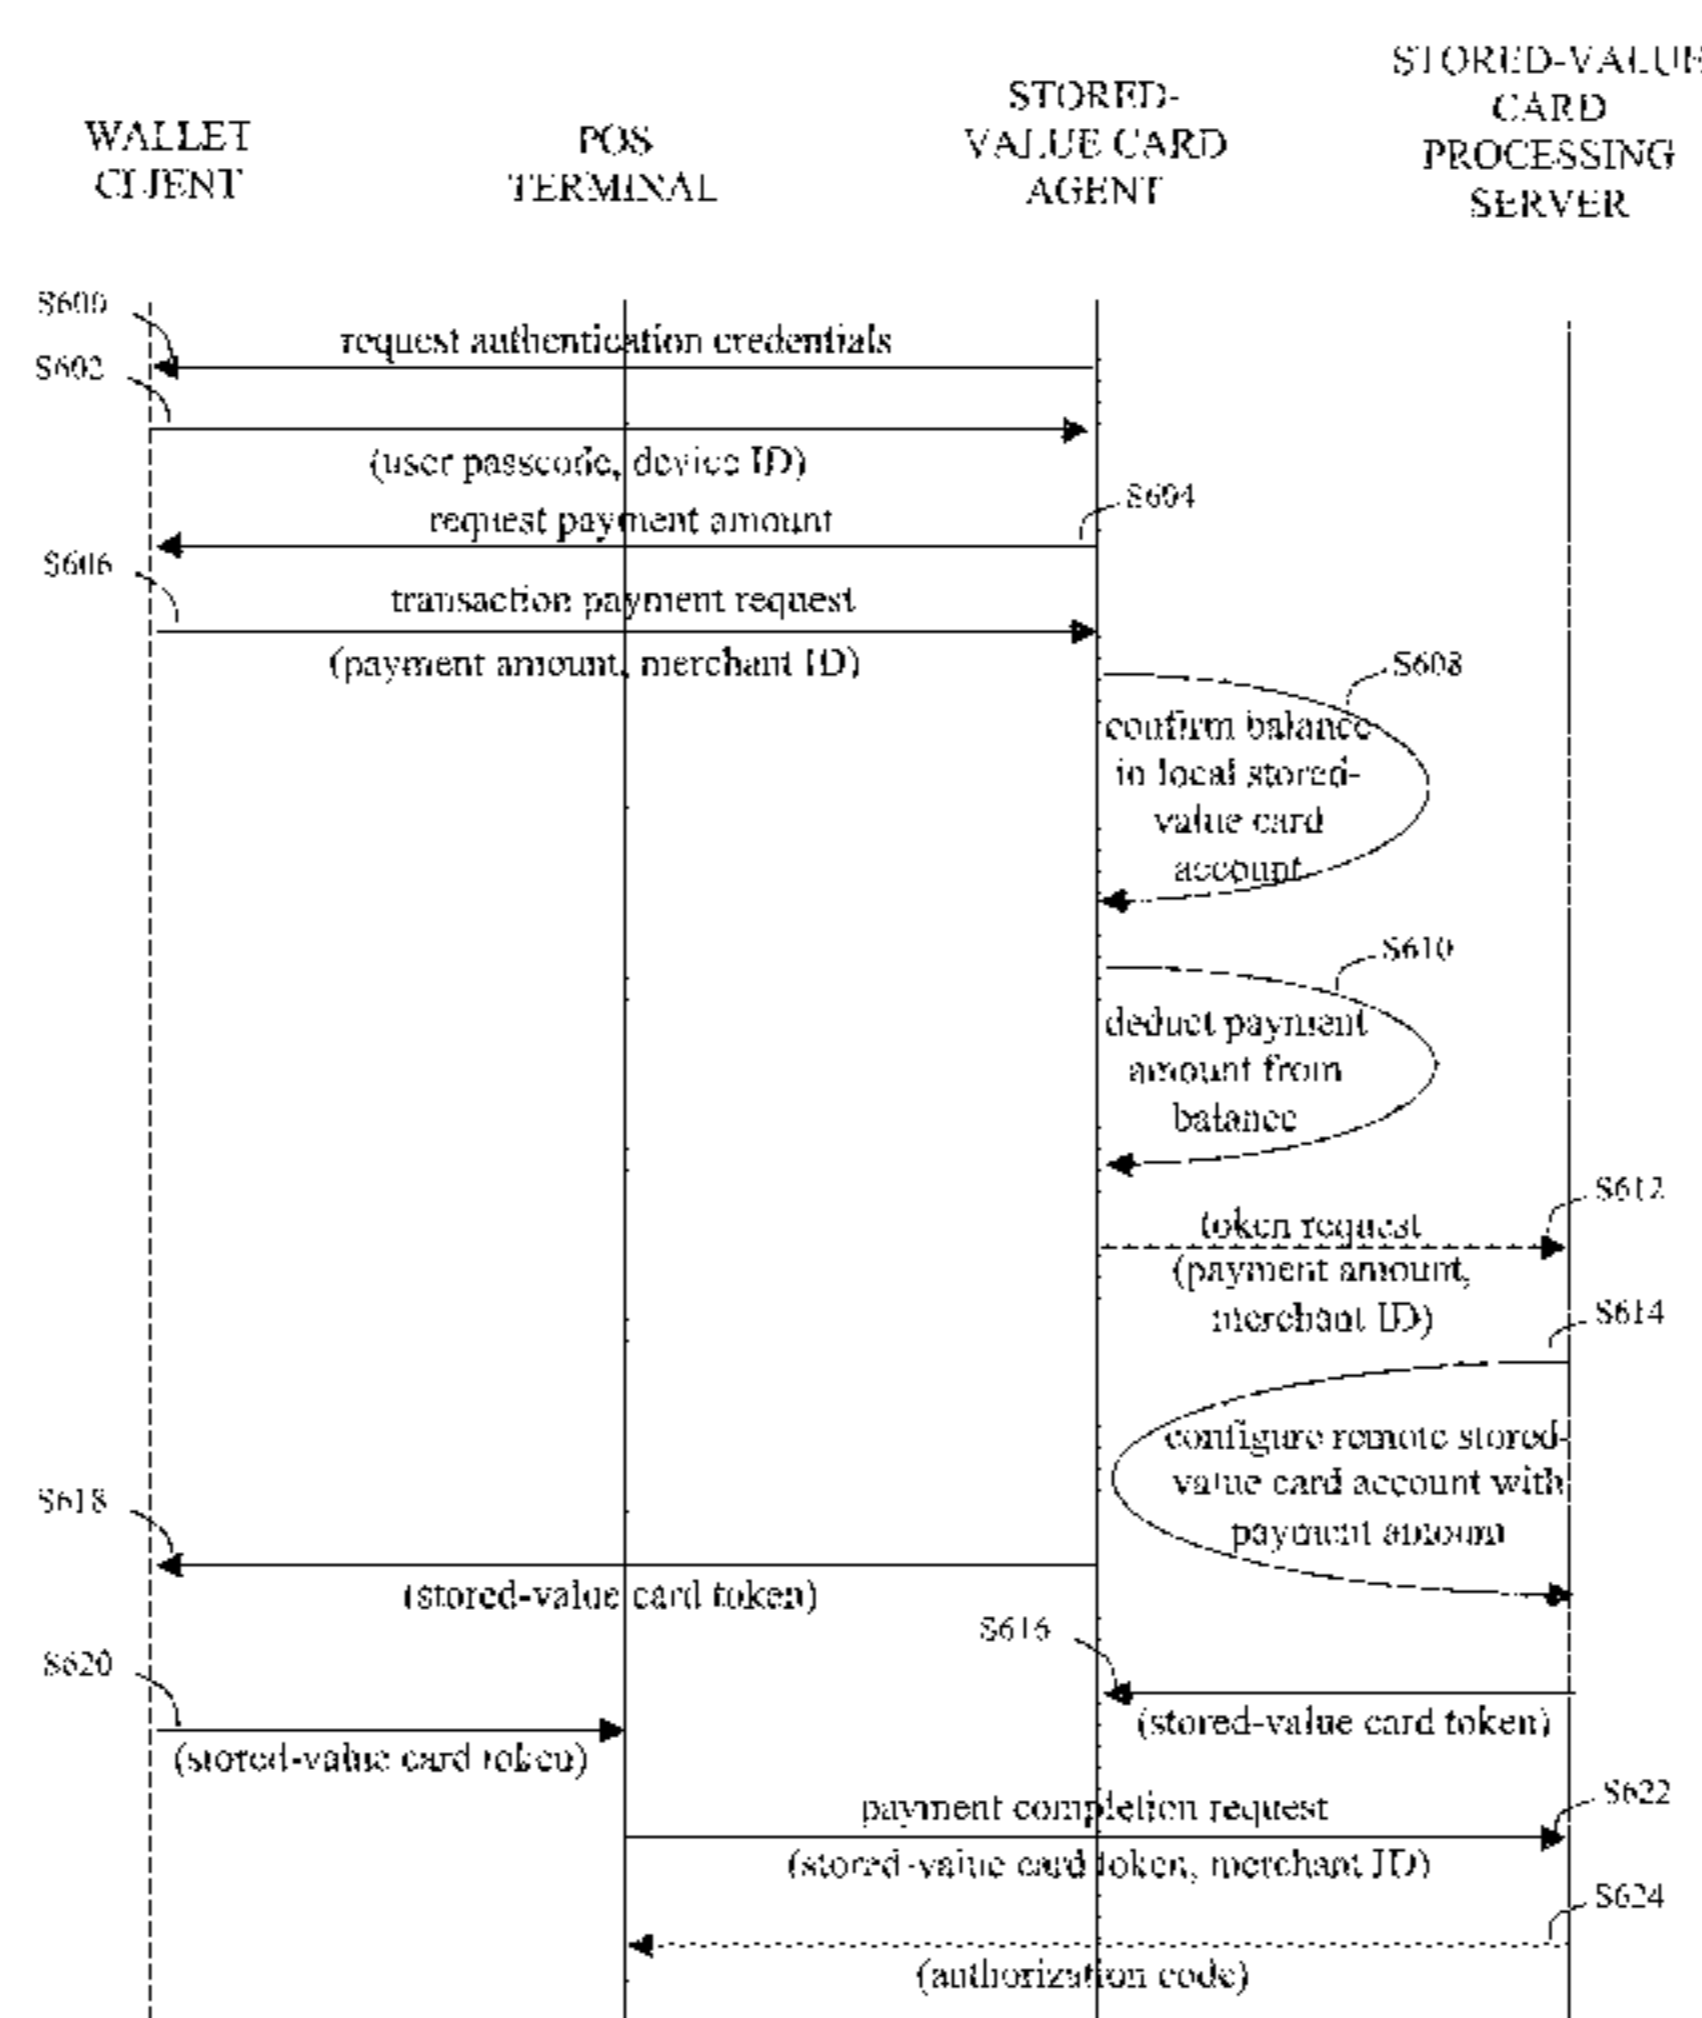 WALLET
CLIENT
POS
TERMINAL
STORED-
VALUE CARD
AGENT
STORED-VALUE
CARD
PROCESSING
SERVER
S600
request authentication credentials
S602
(user passcode, device ID)
S604
request payment amount
S606
transaction payment request
(payment amount, merchant ID)
S608
confirm balance
in local stored-
value card
account
S610
deduct payment
amount from
balance
S612
token request
(payment amount,
merchant ID)
S614
configure remote stored-
value card account with
payment amount
S618
(stored-value card token)
S616
(stored-value card token)
S620
(stored-value card token)
S622
payment completion request
(stored-value card token, merchant ID)
S624
(authorization code)